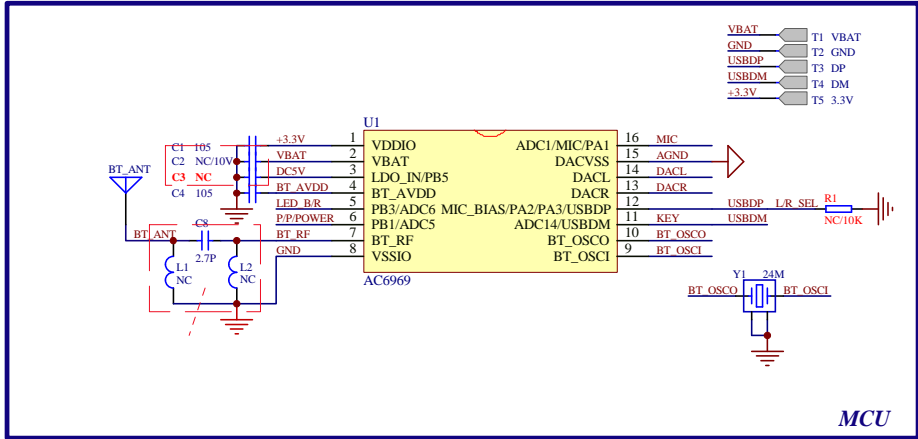 VBAT T1 VBAT
GND T2 GND
USBDP T3 DP
USBDM T4 DM
+3.3V T5 3.3V
U1
C1 105 +3.3V 1 VDDIO ADC1/MIC/PA1 16 MIC
C2 NC/10V VBAT 2 VBAT DACVSS 15 AGND
BT_ANT C3 NC DC5V 3 LDO_IN/PB5 DACL 14 DACL
C4 105 BT_AVDD 4 BT_AVDD DACR 13 DACR
LED_B/R 5 PB3/ADC6 MIC_BIAS/PA2/PA3/USBDP 12 USBDP L/R_SEL R1
P/P/POWER 6 PB1/ADC5 ADC14/USBDM 11 KEY USBDM NC/10K
BT_ANT C8 BT_RF 7 BT_RF BT_OSCO 10 BT_OSCO
2.7P GND 8 VSSIO BT_OSCI 9 BT_OSCI
L1 L2
NC NC
AC6969
Y1 24M
BT_OSCO BT_OSCI
MCU